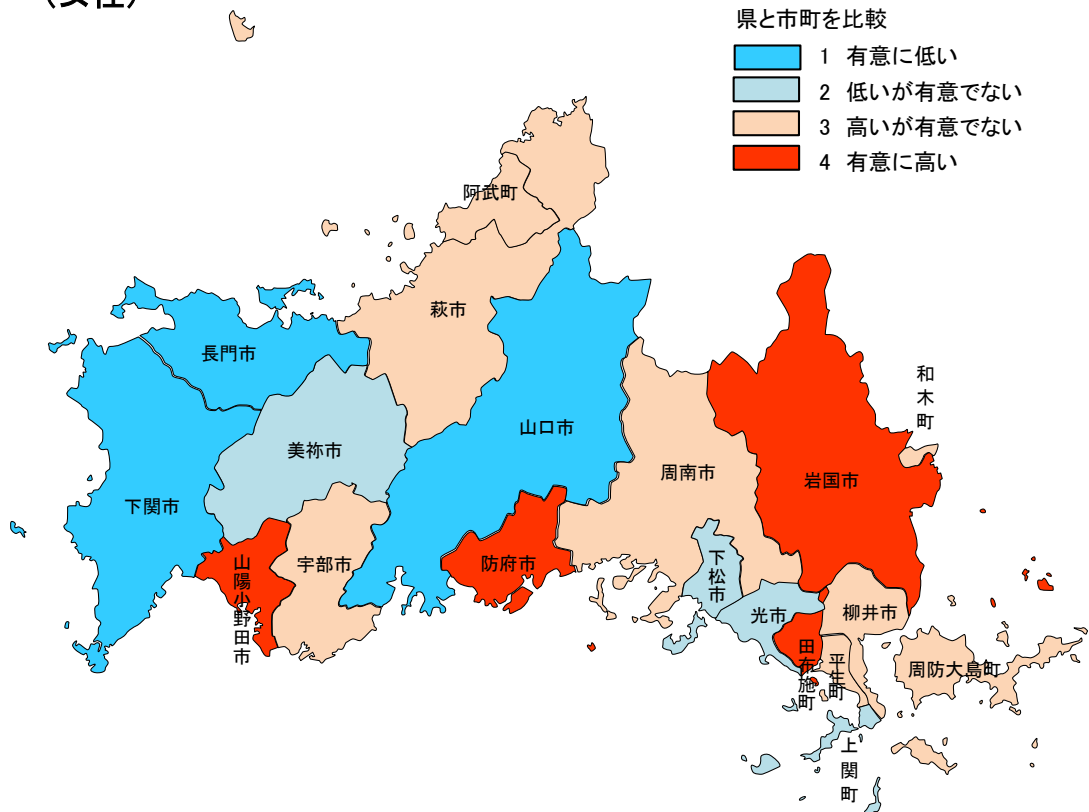 （女性）
県と市町を比較
1 有意に低い
2 低いが有意でない
3 高いが有意でない
4 有意に高い
阿武町
萩市
長門市
和木町
山口市
美祢市
周南市
岩国市
下関市
山陽小野田市
宇部市
防府市
下松市
光市
柳井市
田布施町
平生町
周防大島町
上関町